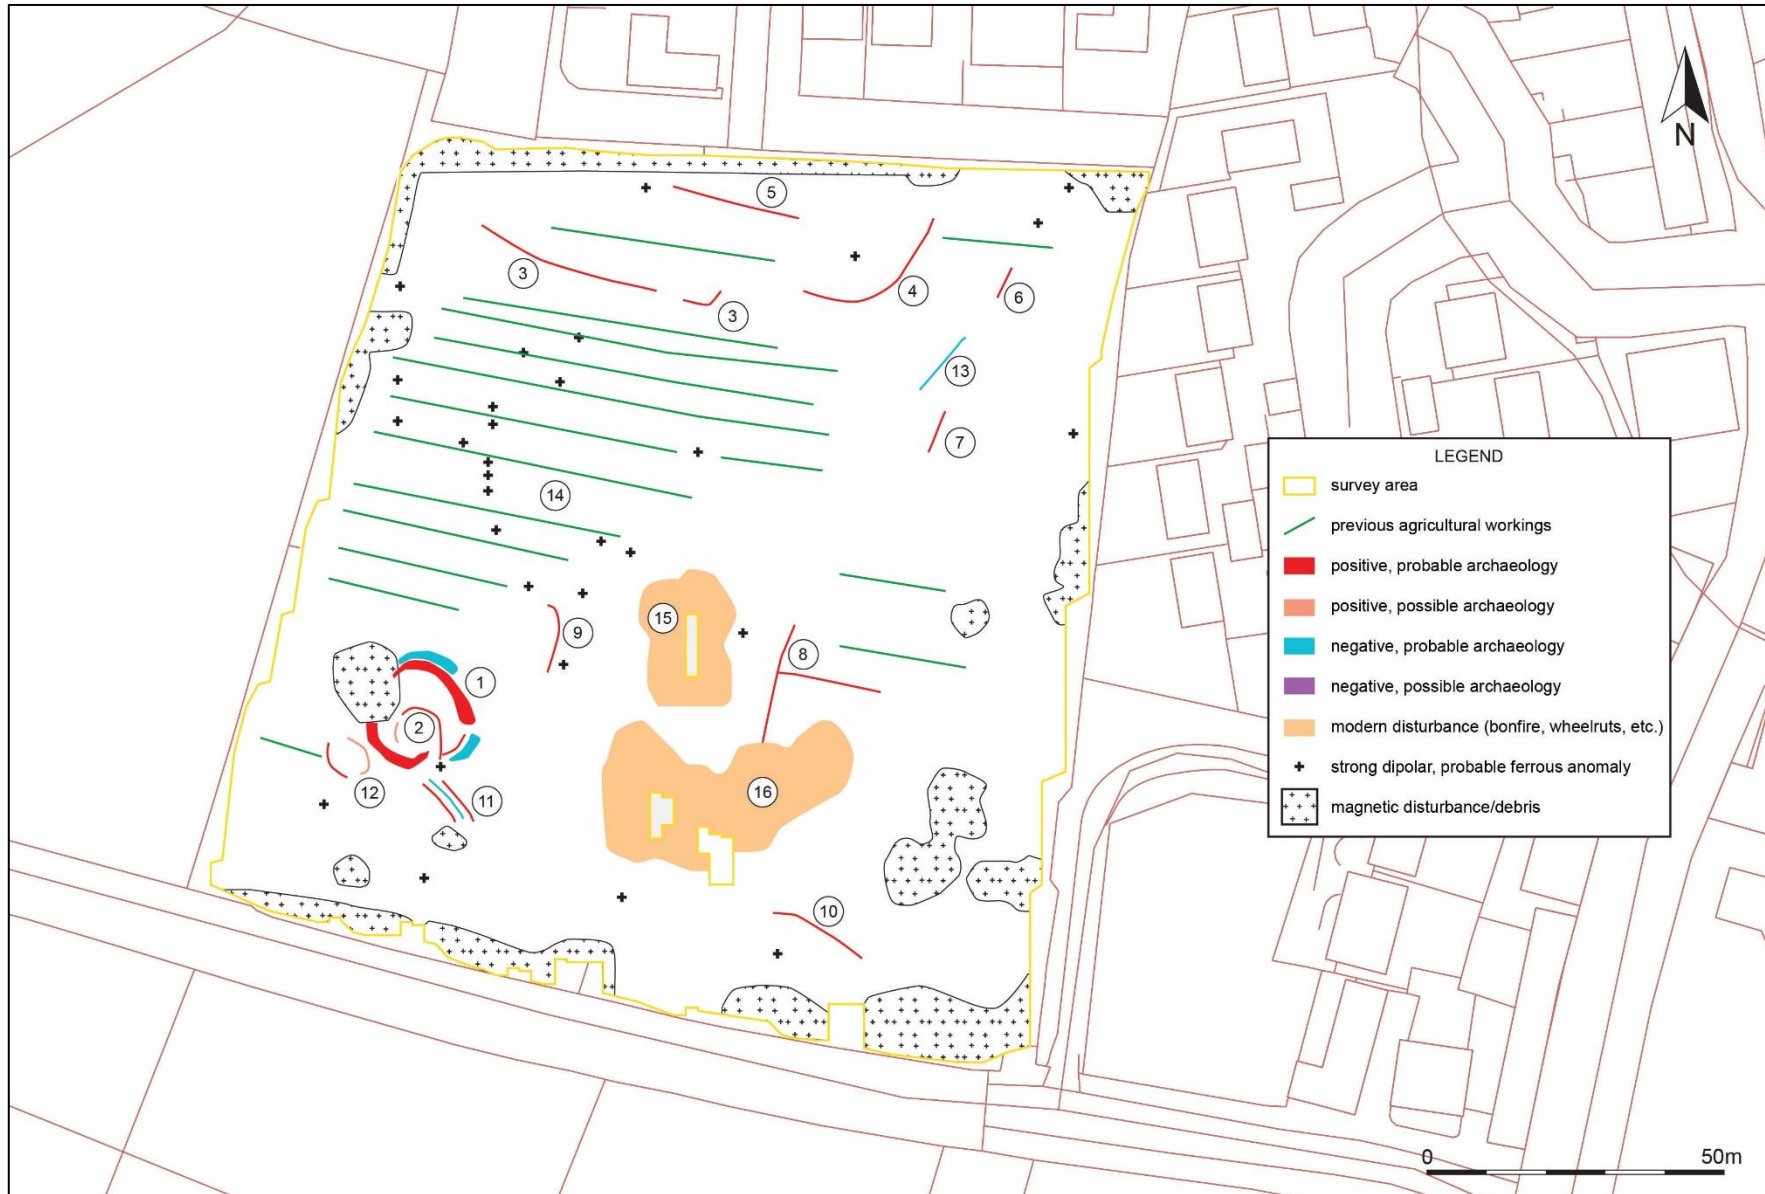 N
5
3
3
4
6
13
7
14
9
15
8
1
2
12
11
16
10
LEGEND
survey area
previous agricultural workings
positive, probable archaeology
positive, possible archaeology
negative, probable archaeology
negative, possible archaeology
modern disturbance (bonfire, wheelruts, etc.)
strong dipolar, probable ferrous anomaly
magnetic disturbance/debris
0 50m